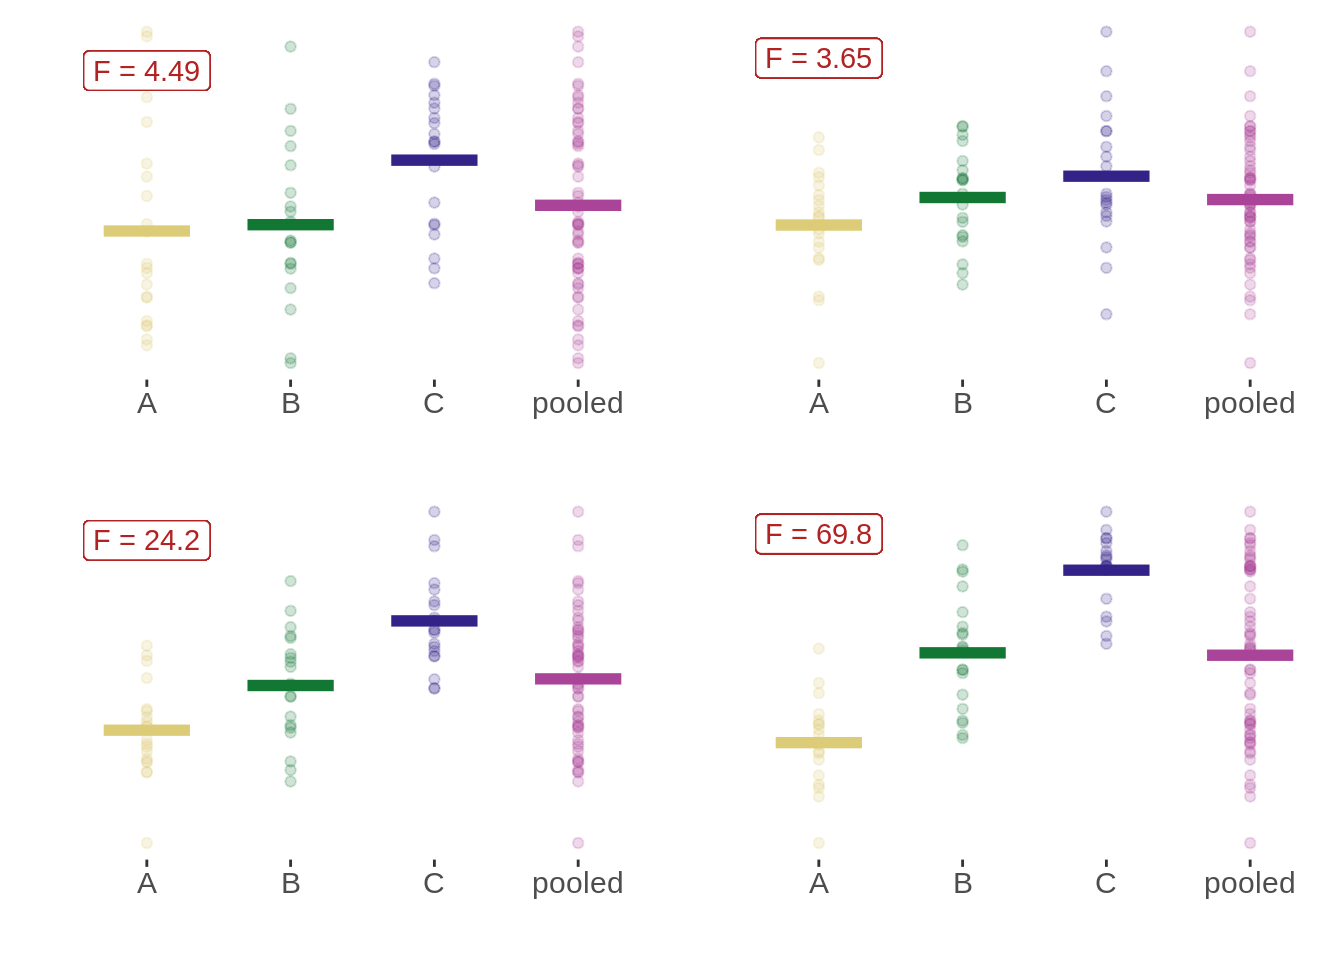 F = 4.49
A B C pooled
F = 3.65
A B C pooled
F = 24.2
A B C pooled
F = 69.8
A B C pooled